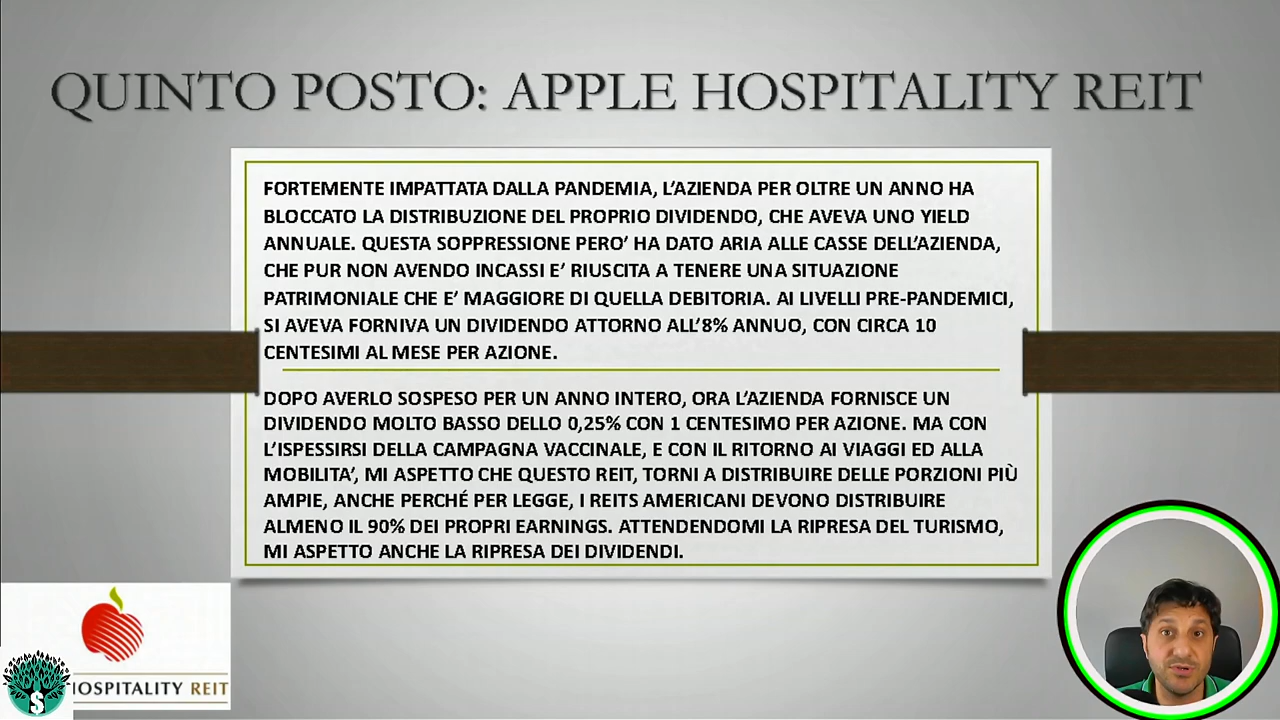 QUINTO POSTO: APPLE HOSPITALITY REIT
FORTEMENTE IMPATTATA DALLA PANDEMIA, L'AZIENDA PER OLTRE UN ANNO HA
BLOCCATO LA DISTRIBUZIONE DEL PROPRIO DIVIDENDO, CHE AVEVA UNO YIELD
ANNUALE. QUESTA SOPPRESSIONE PERO' HA DATO ARIA ALLE CASSE DELL'AZIENDA,
CHE PUR NON AVENDO INCASSI E' RIUSCITA A TENERE UNA SITUAZIONE
PATRIMONIALE CHE E' MAGGIORE DI QUELLA DEBITORIA. AI LIVELLI PRE-PANDEMICI,
SI AVEVA FORNIVA UN DIVIDENDO ATTORNO ALL'8% ANNUO, CON CIRCA 10
CENTESIMI AL MESE PER AZIONE.
DOPO AVERLO SOSPESO PER UN ANNO INTERO, ORA L'AZIENDA FORNISCE UN
DIVIDENDO MOLTO BASSO DELLO 0,25% CON 1 CENTESIMO PER AZIONE. MA CON
L'ISPESSIRSI DELLA CAMPAGNA VACCINALE, E CON IL RITORNO AI VIAGGI ED ALLA
MOBILITA', MI ASPETTO CHE QUESTO REIT, TORNI A DISTRIBUIRE DELLE PORZIONI PIÙ
AMPIE, ANCHE PERCHÉ PER LEGGE, I REITS AMERICANI DEVONO DISTRIBUIRE
ALMENO IL 90% DEI PROPRI EARNINGS. ATTENDENDOMI LA RIPRESA DEL TURISMO,
MI ASPETTO ANCHE LA RIPRESA DEI DIVIDENDI.
HOSPITALITY REIT
$